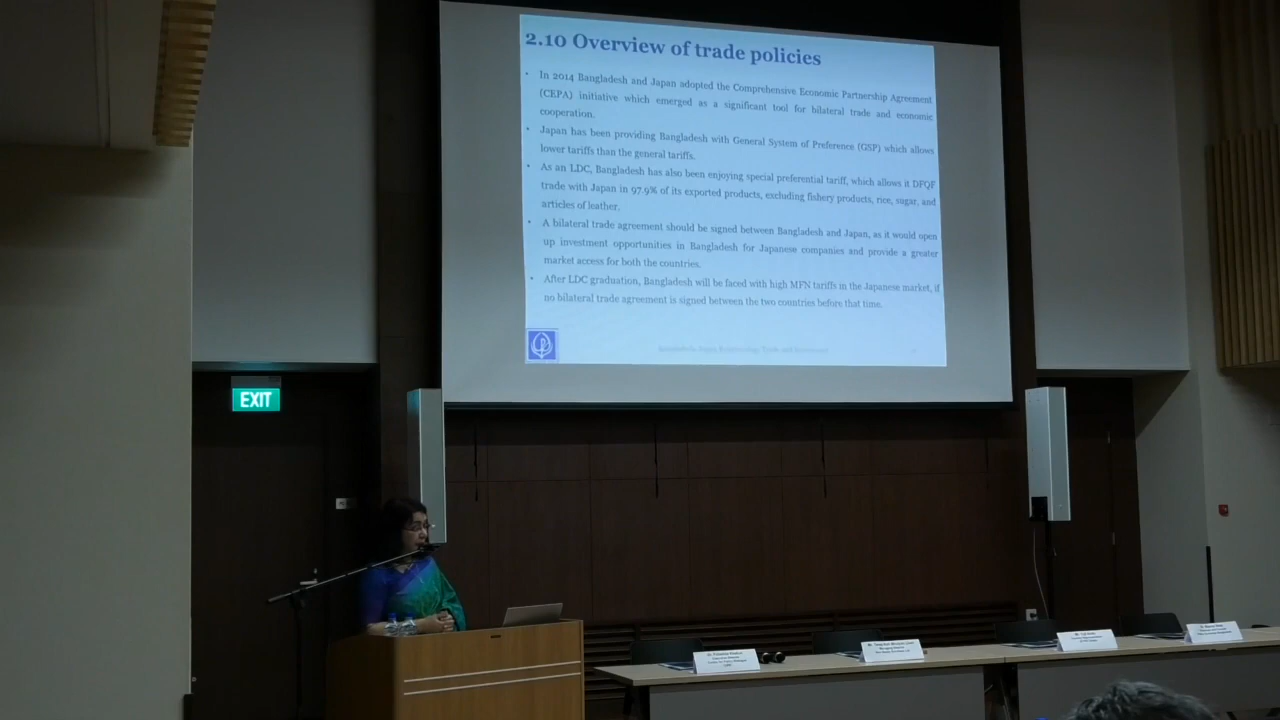 2.10 Overview of trade policies
• In 2014 Bangladesh and Japan adopted the Comprehensive Economic Partnership Agreement
(CEPA) initiative which emerged as a significant tool for bilateral trade and economic
cooperation.
• Japan has been providing Bangladesh with General System of Preference (GSP) which allows
lower tariffs than the general tariffs.
• As an LDC, Bangladesh has also been enjoying special preferential tariff, which allows it DFQF
trade with Japan in 97.9% of its exported products, excluding fishery products, rice, sugar, and
articles of leather.
• A bilateral trade agreement should be signed between Bangladesh and Japan, as it would open
up investment opportunities in Bangladesh for Japanese companies and provide a greater
market access for both the countries.
• After LDC graduation, Bangladesh will be faced with high MFN tariffs in the Japanese market, if
no bilateral trade agreement is signed between the two countries before that time.
EXIT